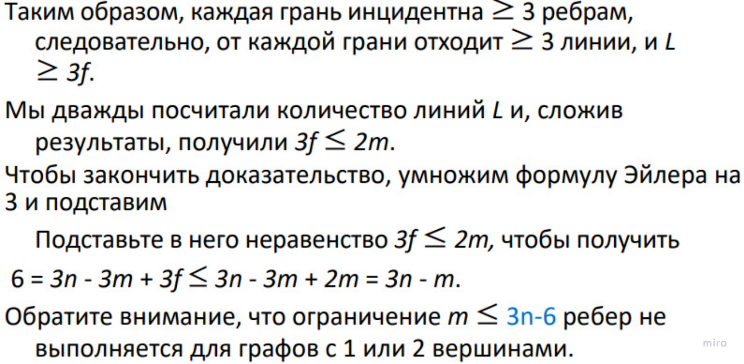 Таким образом, каждая грань инцидентна ≥ 3 ребрам,
следовательно, от каждой грани отходит ≥ 3 линии, и L
≥ 3f.
Мы дважды посчитали количество линий L и, сложив
результаты, получили 3f ≤ 2m.
Чтобы закончить доказательство, умножим формулу Эйлера на
3 и подставим
Подставьте в него неравенство 3f ≤ 2m, чтобы получить
6 = 3n - 3m + 3f ≤ 3n - 3m + 2m = 3n - m.
Обратите внимание, что ограничение m ≤ 3n-6 ребер не
выполняется для графов с 1 или 2 вершинами.
miro